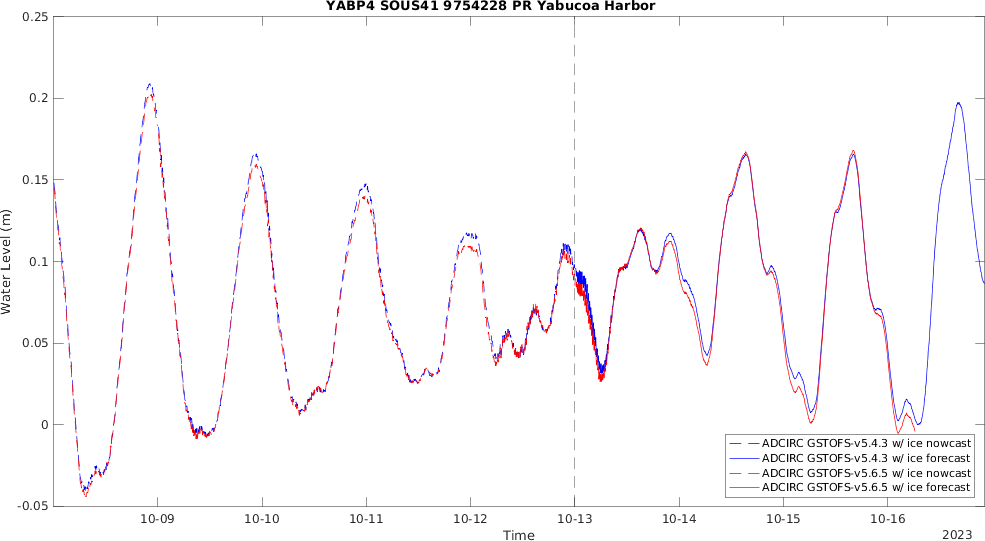 YABP4 SOUS41 9754228 PR Yabucoa Harbor
0.25
0.2
0.15
0.1
0.05
0
-0.05
Water Level (m)
10-09 10-10 10-11 10-12 10-13 10-14 10-15 10-16
Time
2023
ADCIRC GSTOFS-v5.4.3 w/ ice nowcast
ADCIRC GSTOFS-v5.4.3 w/ ice forecast
ADCIRC GSTOFS-v5.6.5 w/ ice nowcast
ADCIRC GSTOFS-v5.6.5 w/ ice forecast